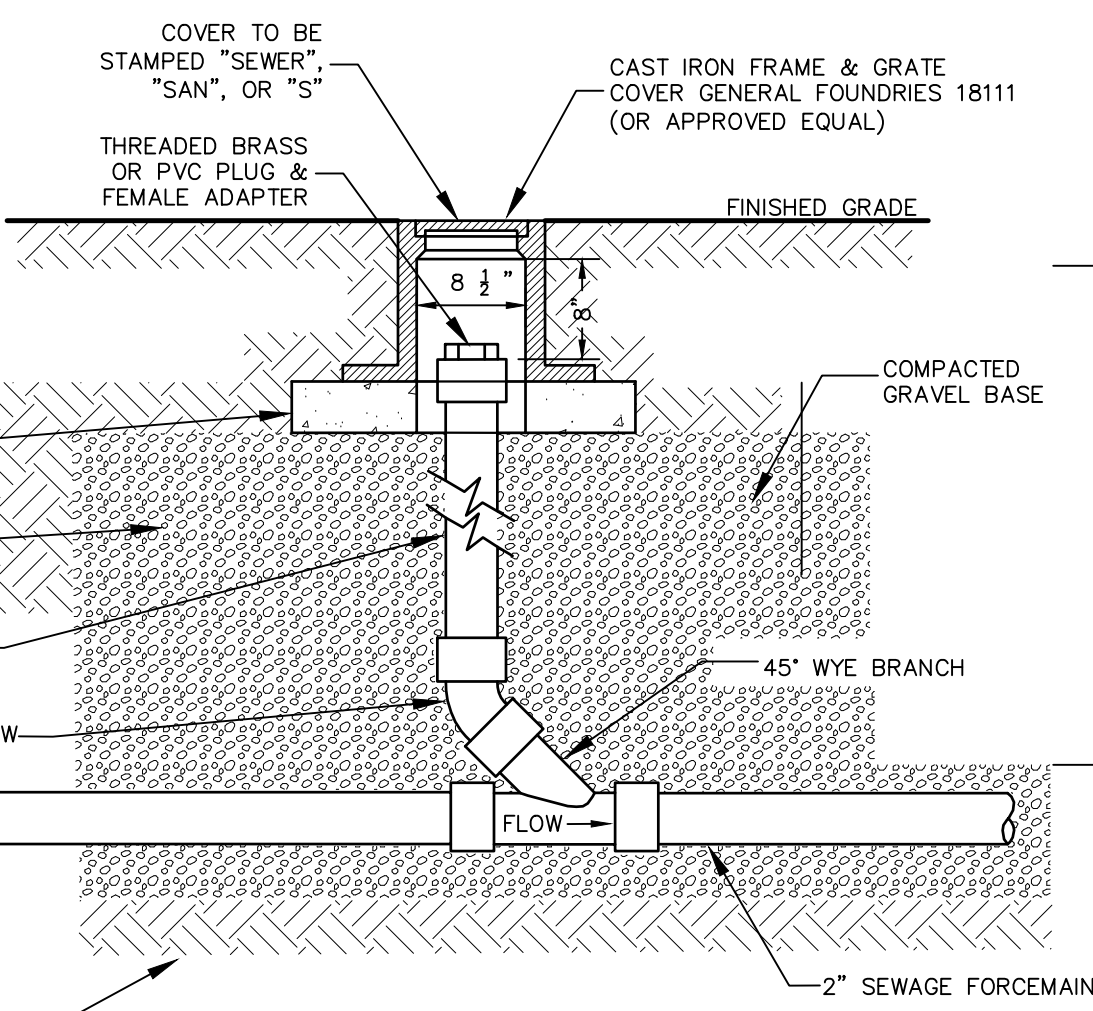 COVER TO BE
STAMPED "SEWER",
"SAN", OR "S"
CAST IRON FRAME & GRATE
COVER GENERAL FOUNDRIES 18111
(OR APPROVED EQUAL)
THREADED BRASS
OR PVC PLUG &
FEMALE ADAPTER
FINISHED GRADE
8 1/2 "
8"
COMPACTED
GRAVEL BASE
45° WYE BRANCH
W
FLOW
2" SEWAGE FORCEMAIN